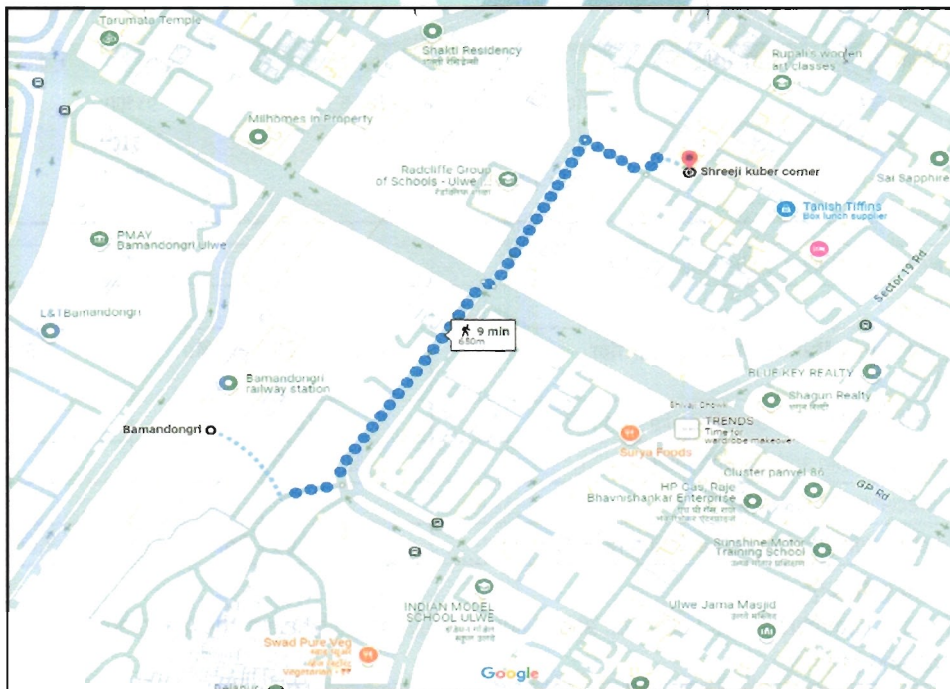 Tarumata Temple
Shakti Residency
Rupali's woolen
art classes
Millhomes in Property
Radcliffe Group
of Schools - Ulwe ...
Shreeji kuber corner
Sai Sapphire
Tanish Tiffins
Box lunch supplier
PMAY
Bamandongri Ulwe
Sector 19 Rd
L&T Bamandongri
9 min
650m
BLUE KEY REALTY
Bamandongri
railway station
Shagun Realty
Shivaji Chowk
TRENDS
Time for
wardrobe makeover
Bamandongri
Surya Foods
Cluster panvel 86
GP Rd
HP Gas, Raje
Bhavnishankar Enterprise
Sunshine Motor
Training School
INDIAN MODEL
SCHOOL ULWE
Ulwe Jama Masjid
Swad Pure Veg
Vegetarian
Google